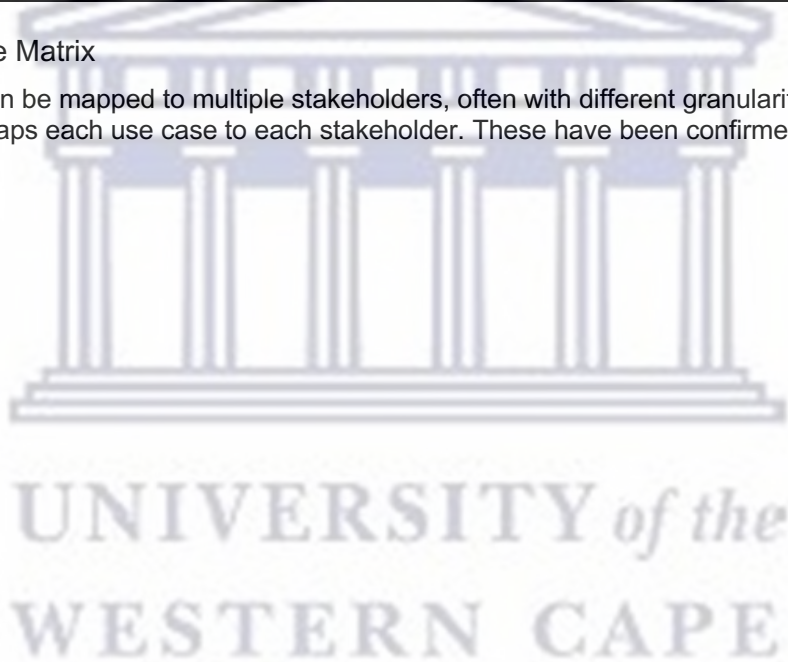 e Matrix
n be mapped to multiple stakeholders, often with different granularit
aps each use case to each stakeholder. These have been confirme
UNIVERSITY of the
WESTERN CAPE